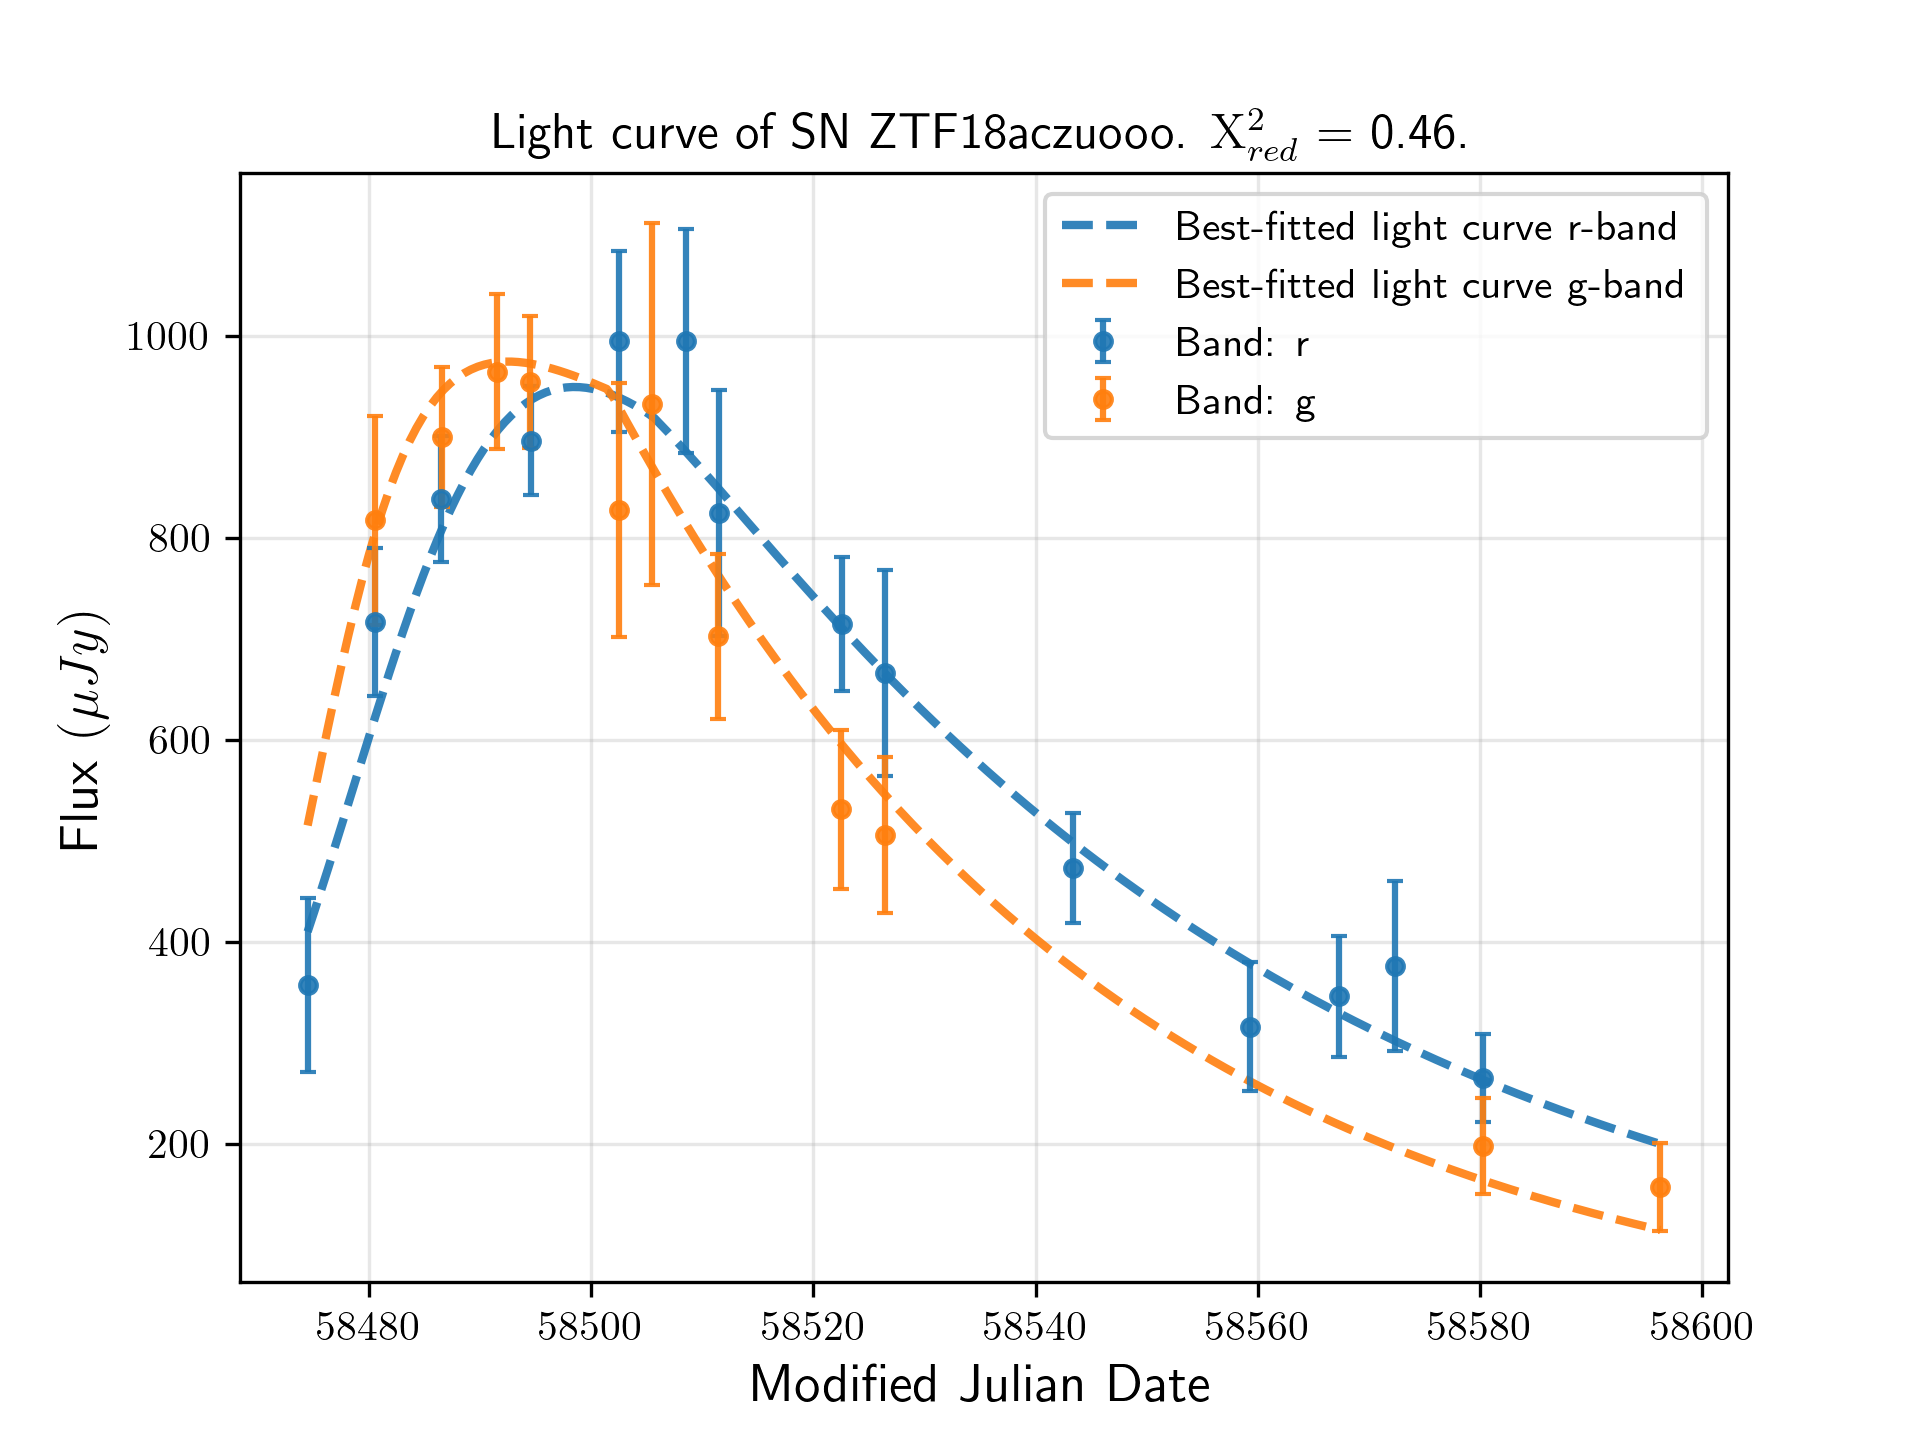 Light curve of SN ZTF18aczuooo. X²red = 0.46.
Best-fitted light curve r-band
Best-fitted light curve g-band
Band: r
Band: g
Flux (μJy)
1000
800
600
400
200
58480 58500 58520 58540 58560 58580 58600
Modified Julian Date